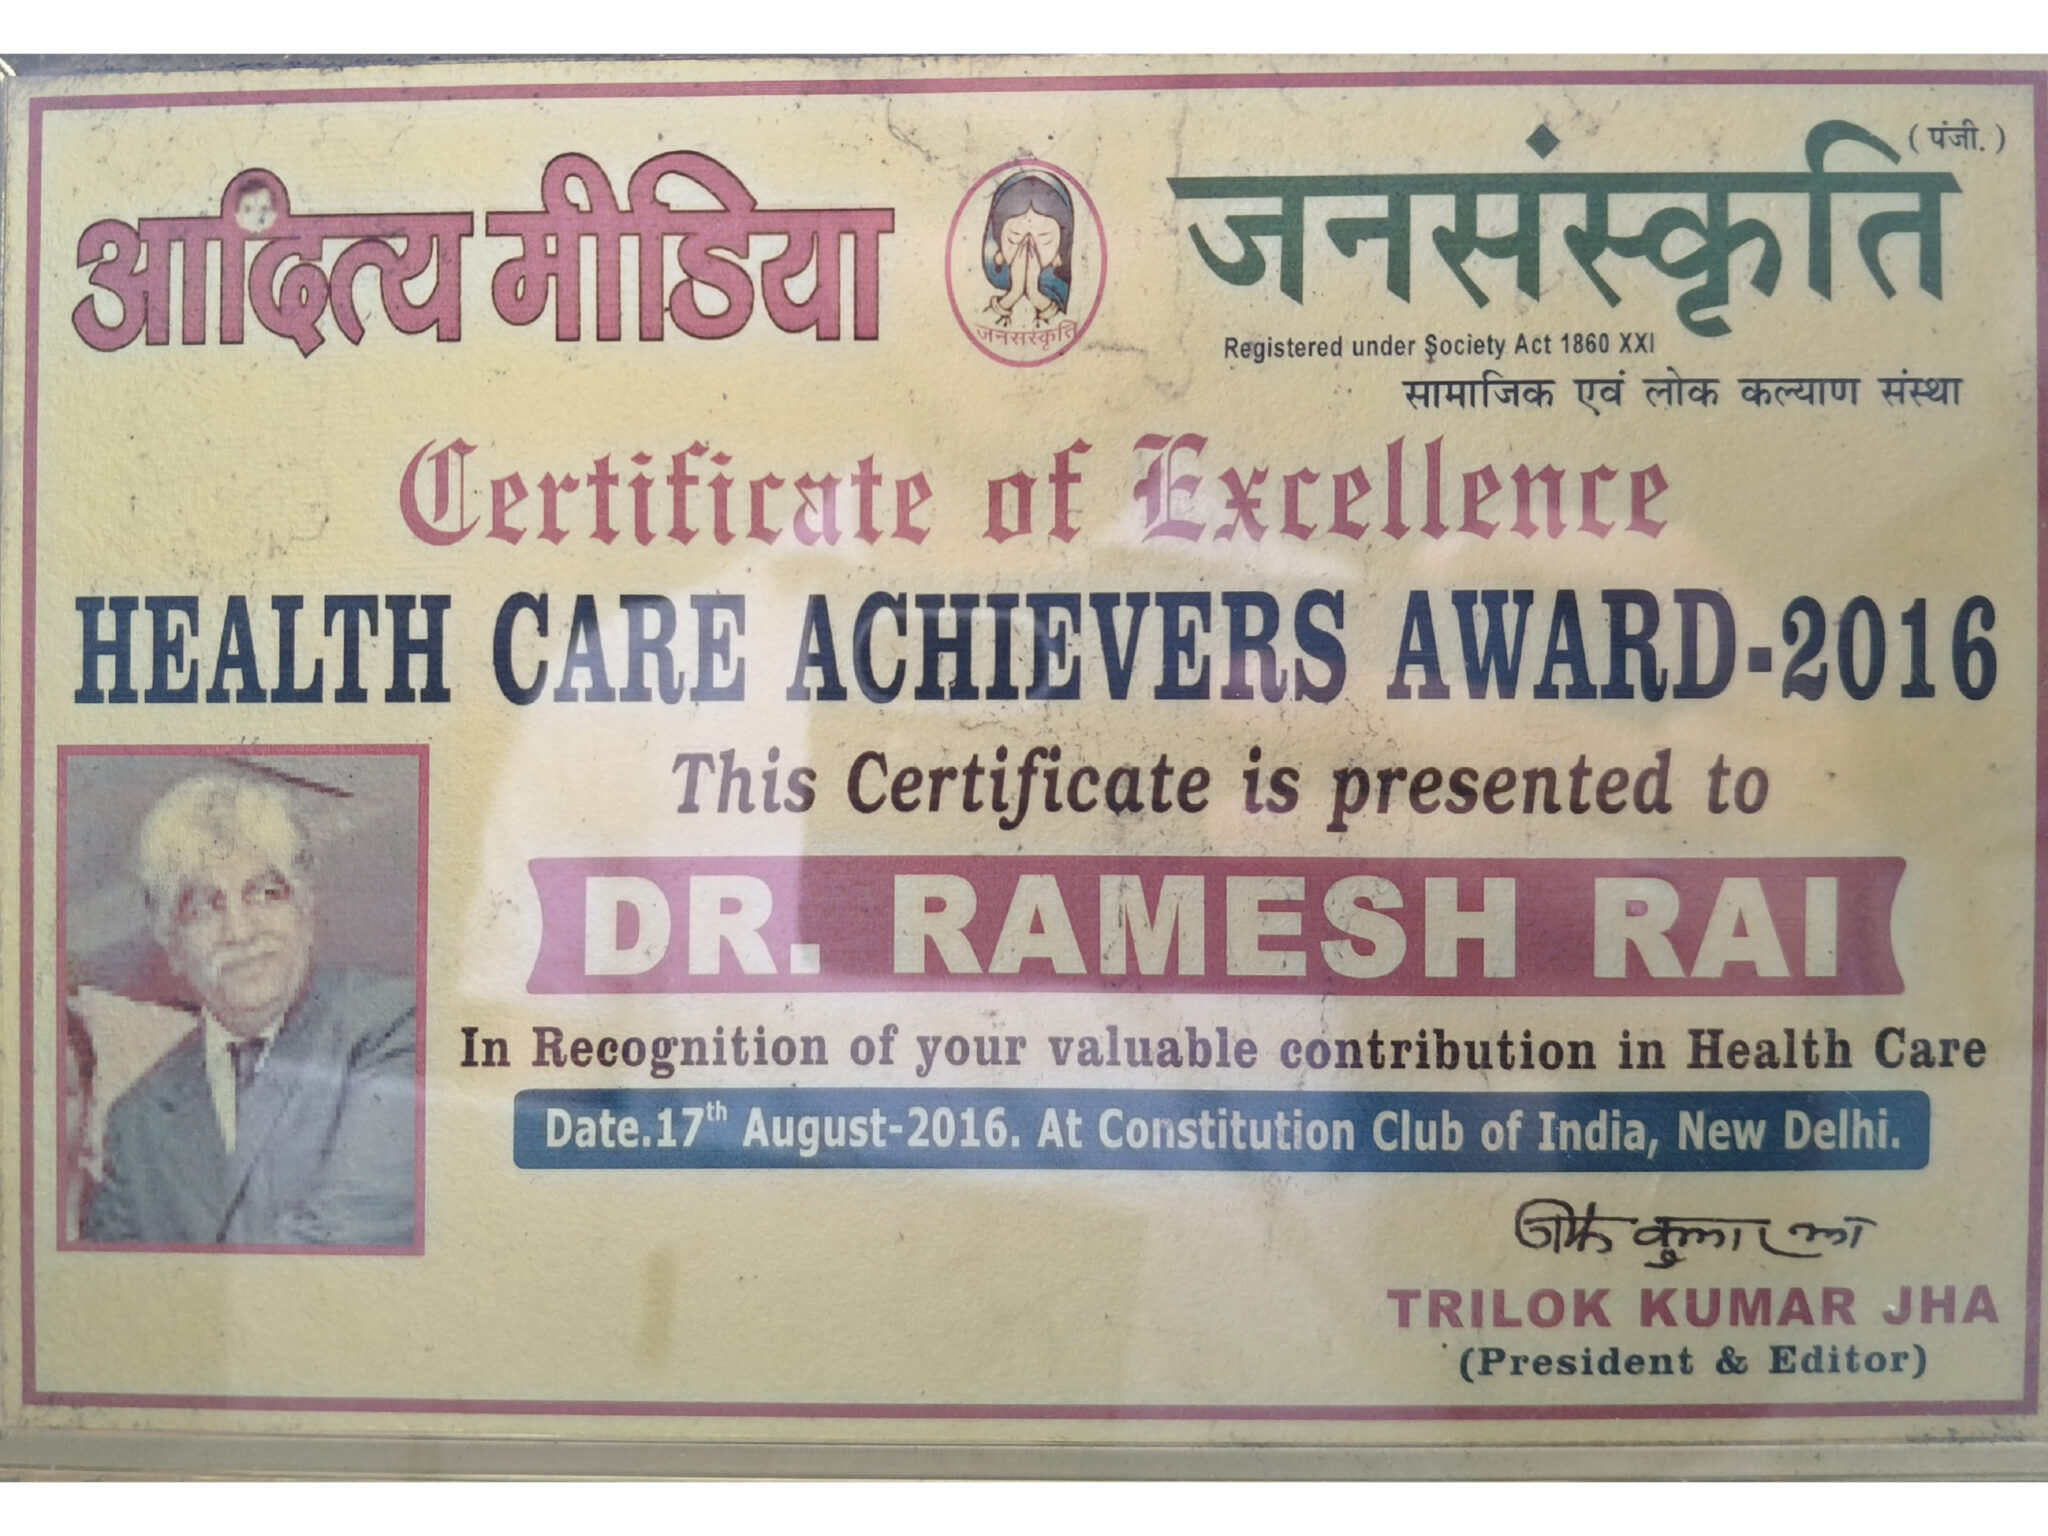 आदित्य मीडिया
जनसंस्कृति
जनसंस्कृति (पंजी.)
Registered under Society Act 1860 XXI
सामाजिक एवं लोक कल्याण संस्था
Certificate of Excellence
HEALTH CARE ACHIEVERS AWARD-2016
This Certificate is presented to
DR. RAMESH RAI
In Recognition of your valuable contribution in Health Care
Date.17th August-2016. At Constitution Club of India, New Delhi.
कुमार झा
TRILOK KUMAR JHA
(President & Editor)